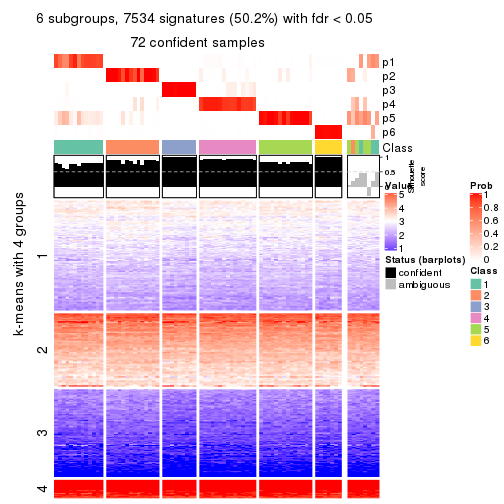 6 subgroups, 7534 signatures (50.2%) with fdr < 0.05
72 confident samples
p1
p2
p3
p4
p5
p6
Class
1
0.5
0
Silhouette
score
k-means with 4 groups
1
2
3
4
Value
5
4
3
2
1
Status (barplots)
confident
ambiguous
Prob
1
0.8
0.6
0.4
0.2
0
Class
1
2
3
4
5
6